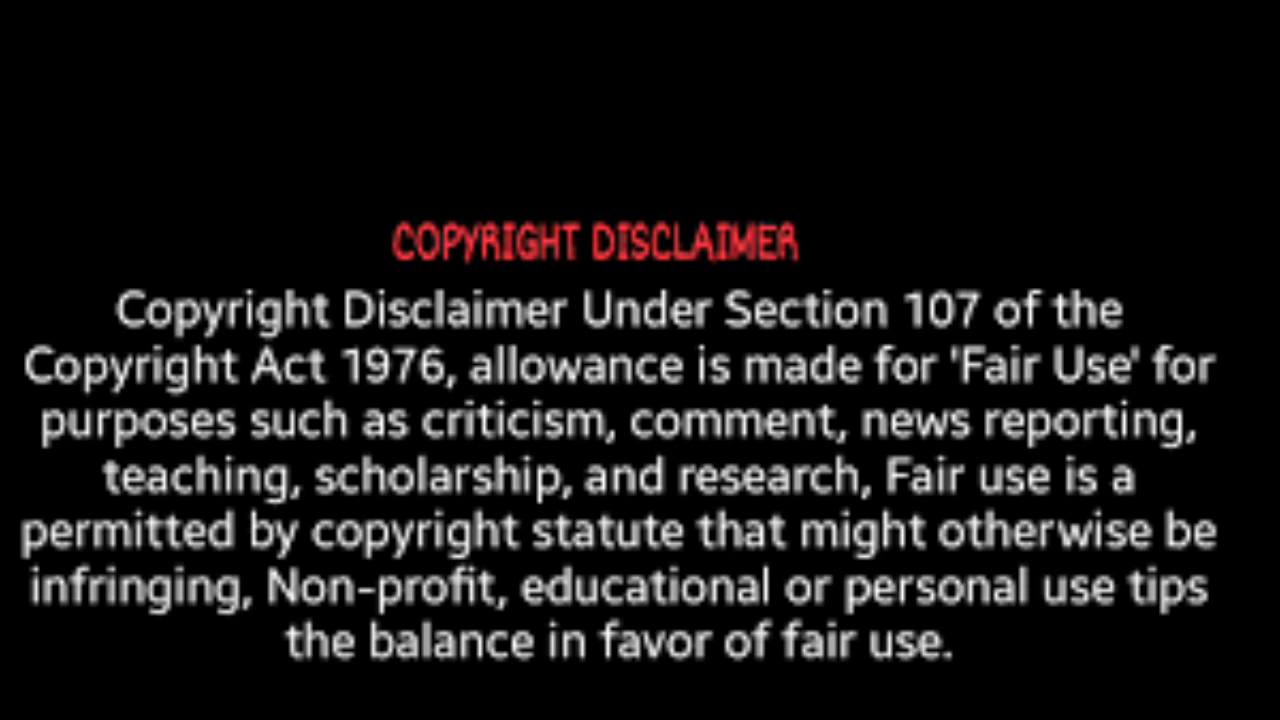 COPYRIGHT DISCLAIMER
Copyright Disclaimer Under Section 107 of the
Copyright Act 1976, allowance is made for 'Fair Use' for
purposes such as criticism, comment, news reporting,
teaching, scholarship, and research, Fair use is a
permitted by copyright statute that might otherwise be
infringing, Non-profit, educational or personal use tips
the balance in favor of fair use.